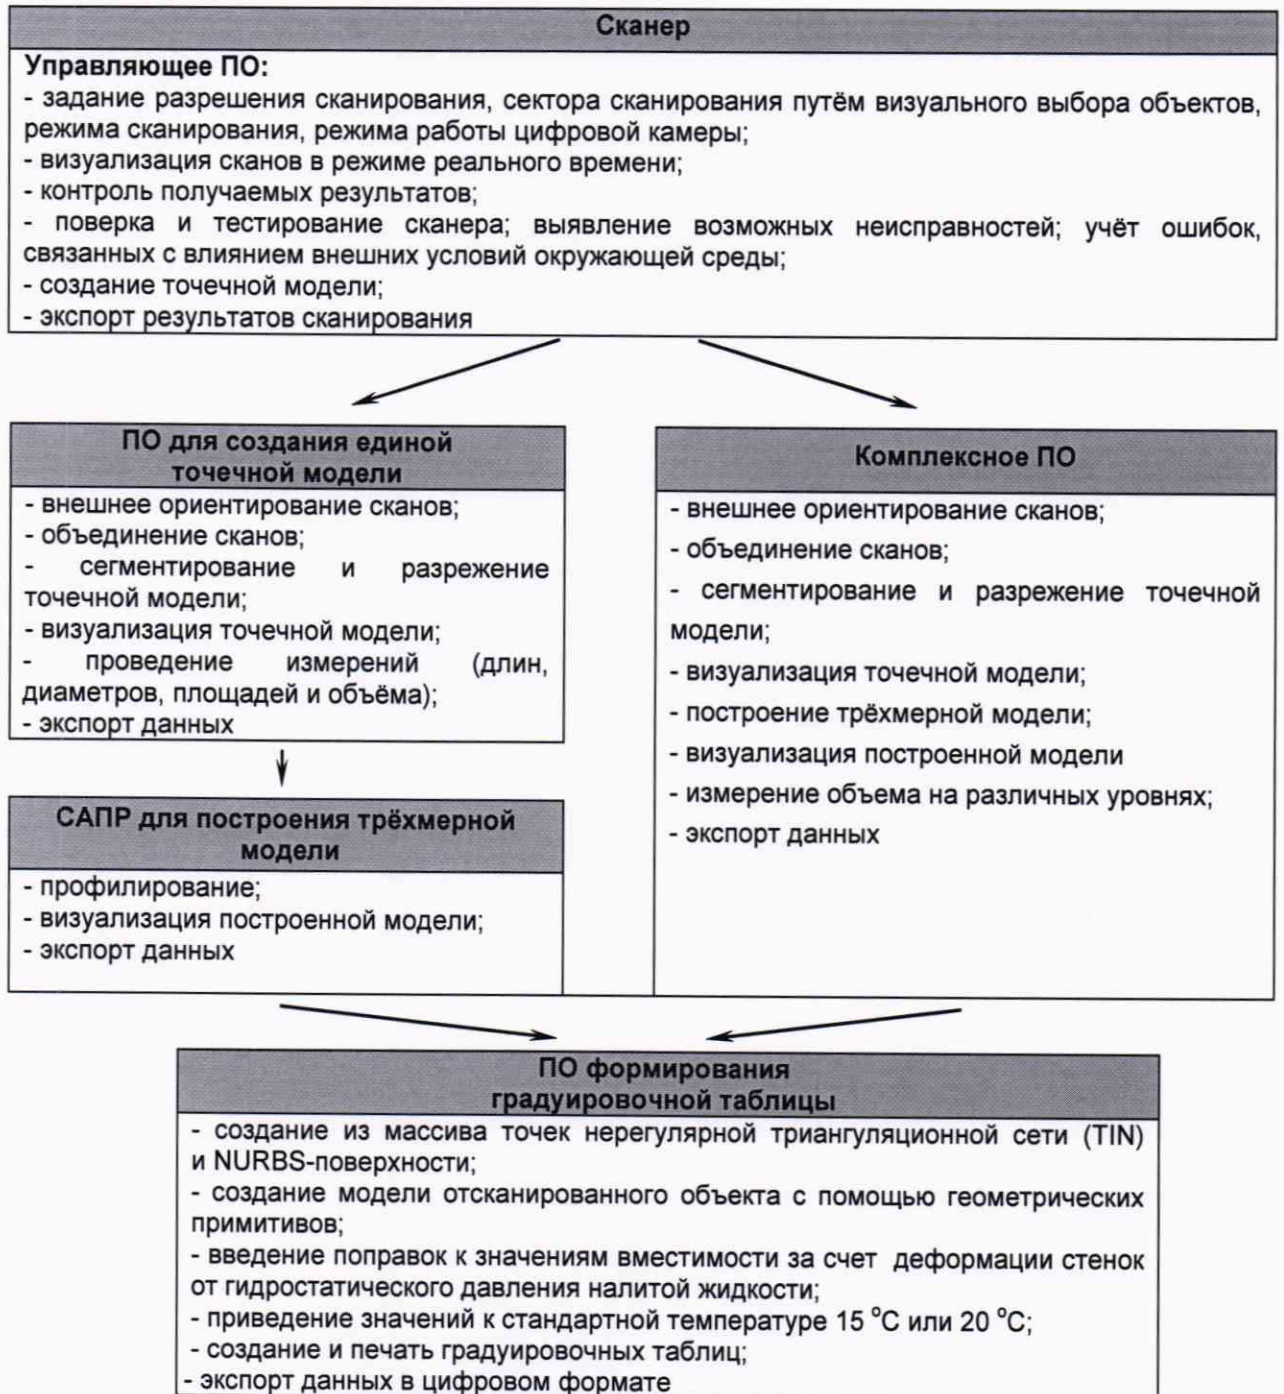 Сканер
Управляющее ПО:
- задание разрешения сканирования, сектора сканирования путём визуального выбора объектов,
режима сканирования, режима работы цифровой камеры;
- визуализация сканов в режиме реального времени;
- контроль получаемых результатов;
- поверка и тестирование сканера; выявление возможных неисправностей; учёт ошибок,
связанных с влиянием внешних условий окружающей среды;
- создание точечной модели;
- экспорт результатов сканирования
ПО для создания единой
точечной модели
- внешнее ориентирование сканов;
- объединение сканов;
- сегментирование и разрежение
точечной модели;
- визуализация точечной модели;
- проведение измерений (длин,
диаметров, площадей и объёма);
- экспорт данных
САПР для построения трёхмерной
модели
- профилирование;
- визуализация построенной модели;
- экспорт данных
Комплексное ПО
- внешнее ориентирование сканов;
- объединение сканов;
- сегментирование и разрежение точечной
модели;
- визуализация точечной модели;
- построение трёхмерной модели;
- визуализация построенной модели
- измерение объема на различных уровнях;
- экспорт данных
ПО формирования
градуировочной таблицы
- создание из массива точек нерегулярной триангуляционной сети (TIN)
и NURBS-поверхности;
- создание модели отсканированного объекта с помощью геометрических
примитивов;
- введение поправок к значениям вместимости за счет деформации стенок
от гидростатического давления налитой жидкости;
- приведение значений к стандартной температуре 15 °С или 20 °С;
- создание и печать градуировочных таблиц;
- экспорт данных в цифровом формате